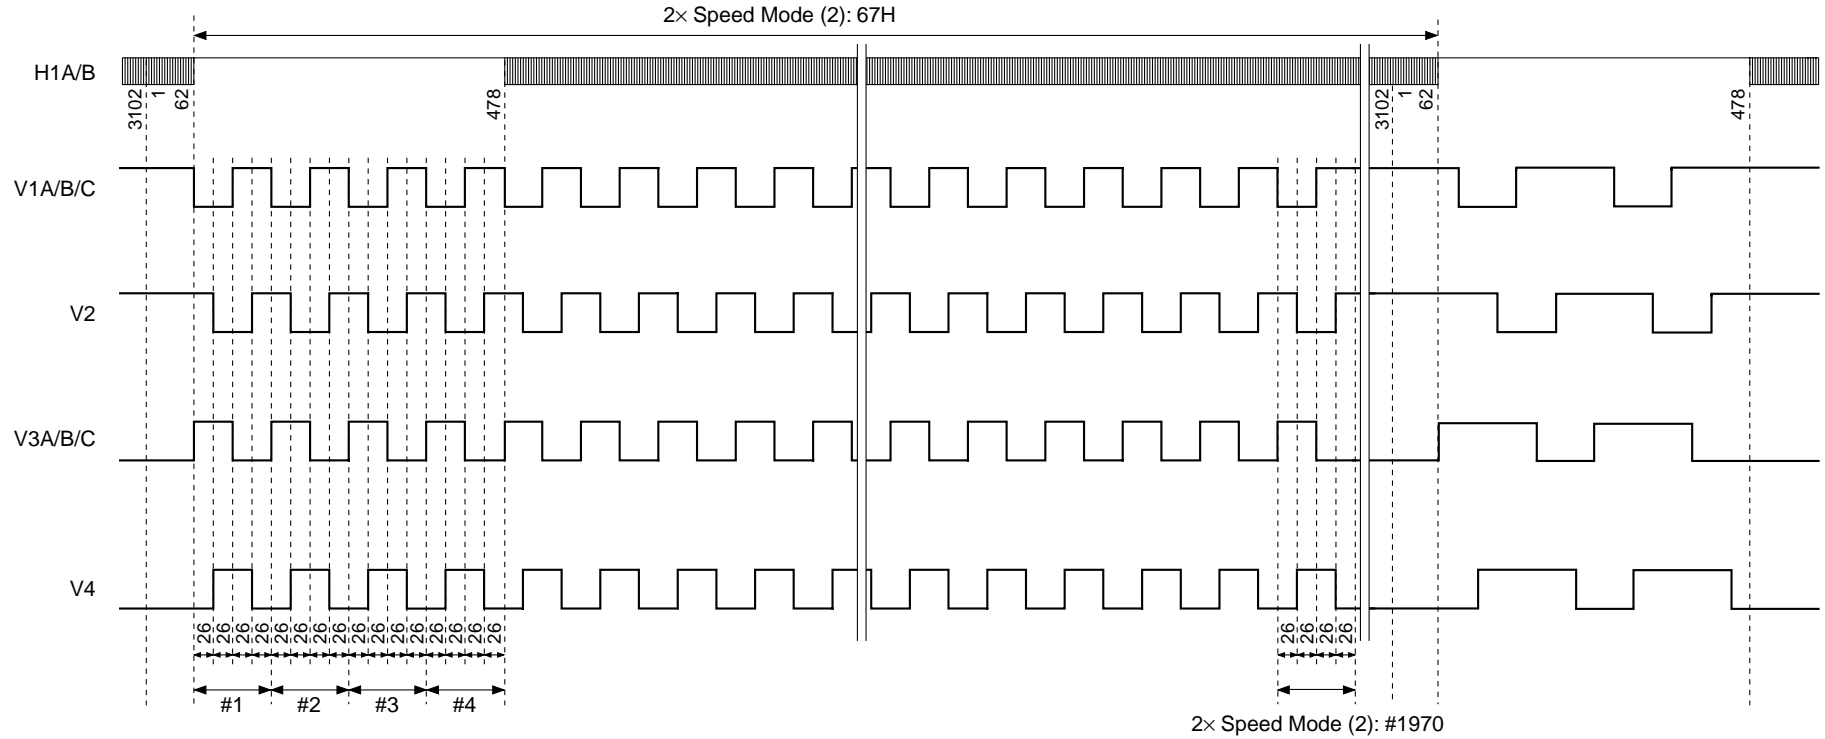 2× Speed Mode (2): 67H
H1A/B
3102
1
62
478
3102
1
62
478
V1A/B/C
V2
V3A/B/C
V4
26 26 26 26 26 26 26 26 26 26 26 26 26 26 26 26
26 26 26 26
#1
#2
#3
#4
2× Speed Mode (2): #1970